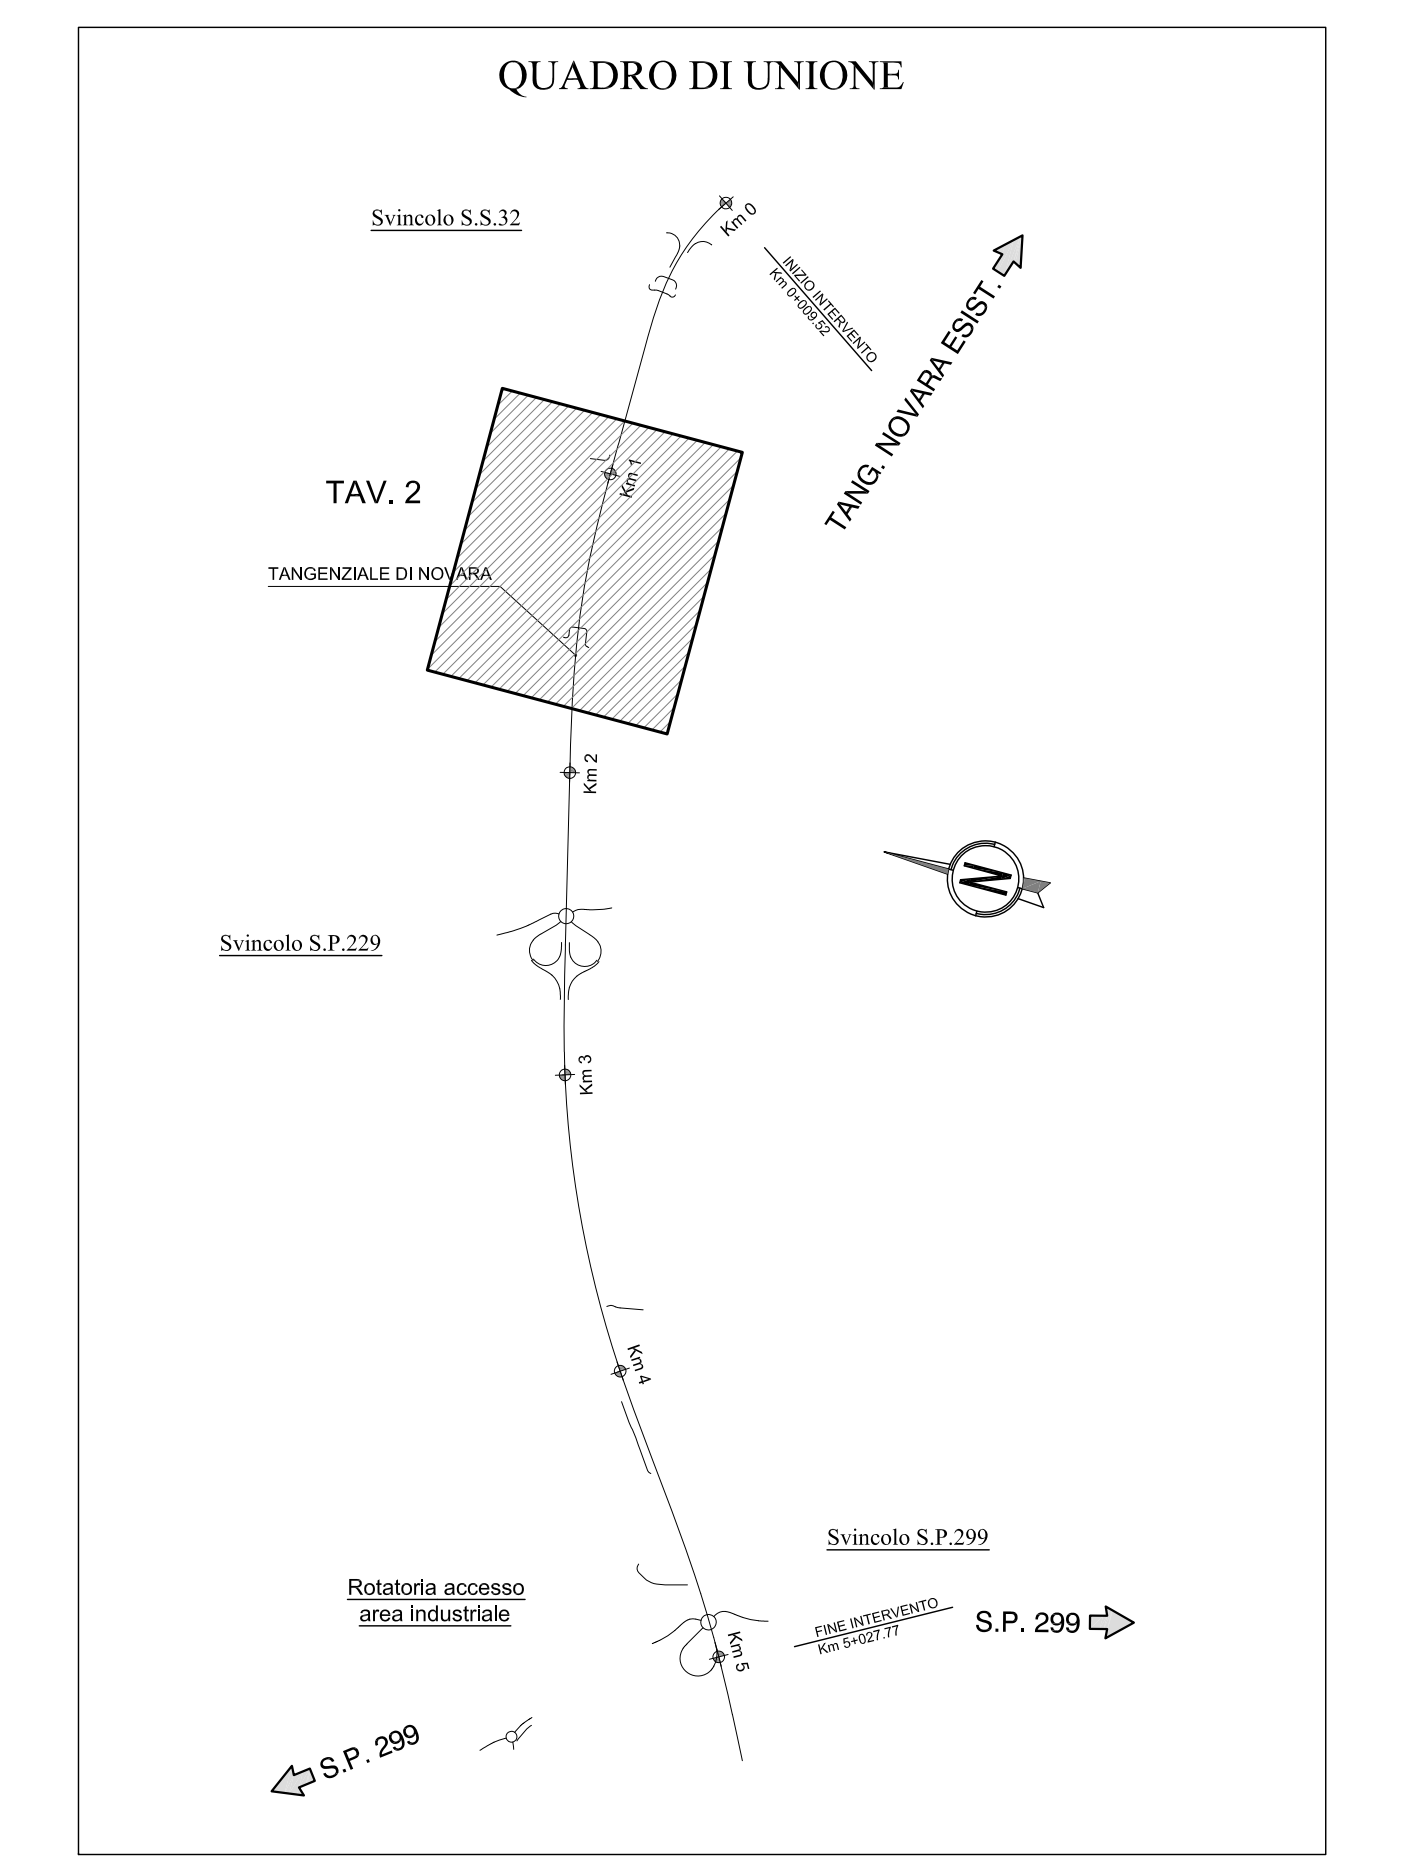 QUADRO DI UNIONE
Svincolo S.S.32
Km 0
INIZIO INTERVENTO
Km 0+009.52
TANG. NOVARA ESIST.
TAV. 2
Km 1
TANGENZIALE DI NOVARA
Km 2
N
Svincolo S.P.229
Km 3
Km 4
Svincolo S.P.299
Rotatoria accesso
area industriale
FINE INTERVENTO
Km 5+027.77
S.P. 299
Km 5
S.P. 299